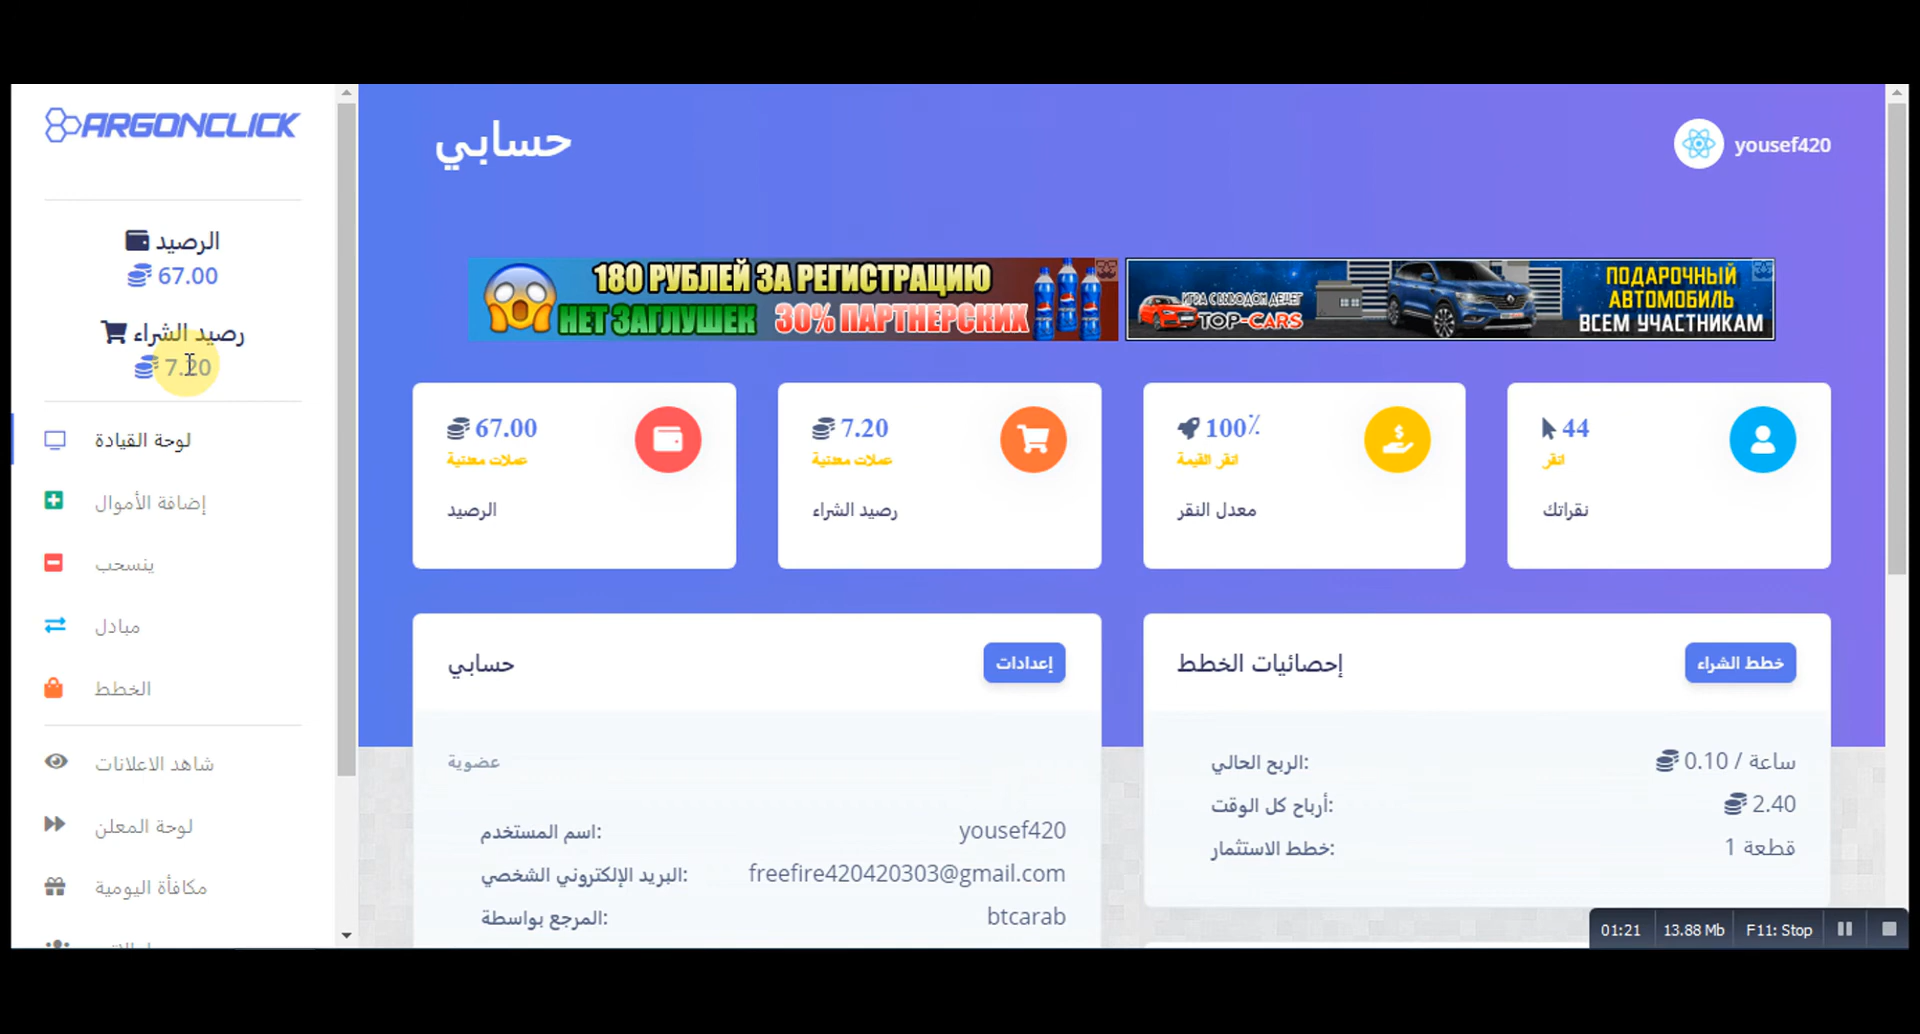 ARGONCLICK
الرصيد
67.00
رصيد الشراء
7.20
لوحة القيادة
إضافة الأموال
ينسحب
مبادل
الخطط
شاهد الاعلانات
لوحة المعلن
مكافأة اليومية
حسابي
yousef420
180 РУБЛЕЙ ЗА РЕГИСТРАЦИЮ
НЕТ ЗАГЛУШЕК 30% ПАРТНЕРСКИХ
ИГРА С ВЫВОДОМ ДЕНЕГ
TOP-CARS
ПОДАРОЧНЫЙ
АВТОМОБИЛЬ
ВСЕМ УЧАСТНИКАМ
67.00
عملات معدنية
الرصيد
7.20
عملات معدنية
رصيد الشراء
100٪
انقر القيمة
معدل النقر
44
انقر
نقراتك
حسابي
إعدادات
عضوية
اسم المستخدم: yousef420
البريد الإلكتروني الشخصي: freefire420420303@gmail.com
المرجع بواسطة: btcarab
إحصائيات الخطط
خطط الشراء
الربح الحالي: 0.10 / ساعة
أرباح كل الوقت: 2.40
خطط الاستثمار: 1 قطعة
01:21 13.88 Mb F11: Stop